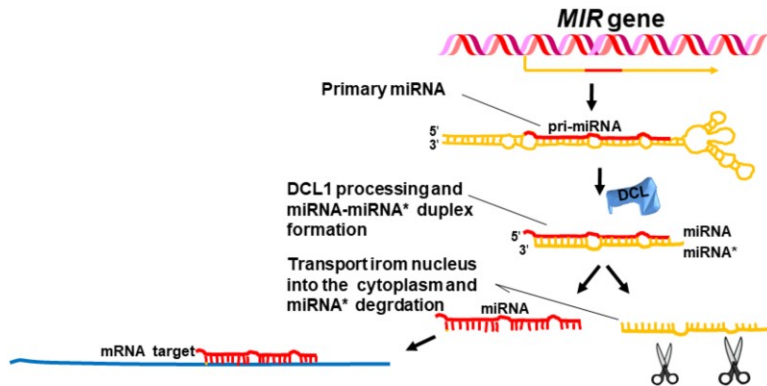 MIR gene
Primary miRNA
pri-miRNA
5'
3'
DCL1 processing and
miRNA-miRNA* duplex
formation
DCL
5'
3'
miRNA
miRNA*
Transport irom nucleus
into the cytoplasm and
miRNA* degrdation
miRNA
mRNA target